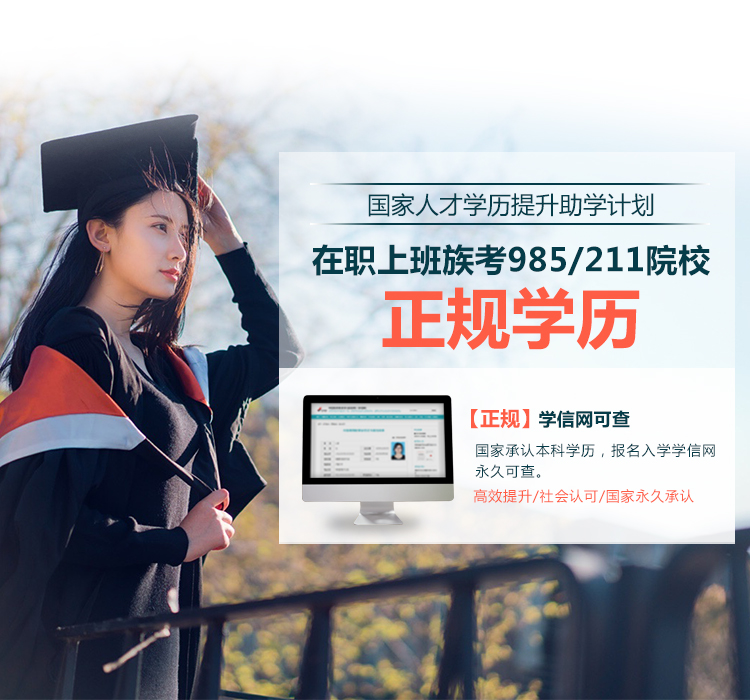 国家人才学历提升助学计划
在职上班族考985/211院校
正规学历
【正规】学信网可查
国家承认本科学历，报名入学学信网
永久可查。
高效提升/社会认可/国家永久承认